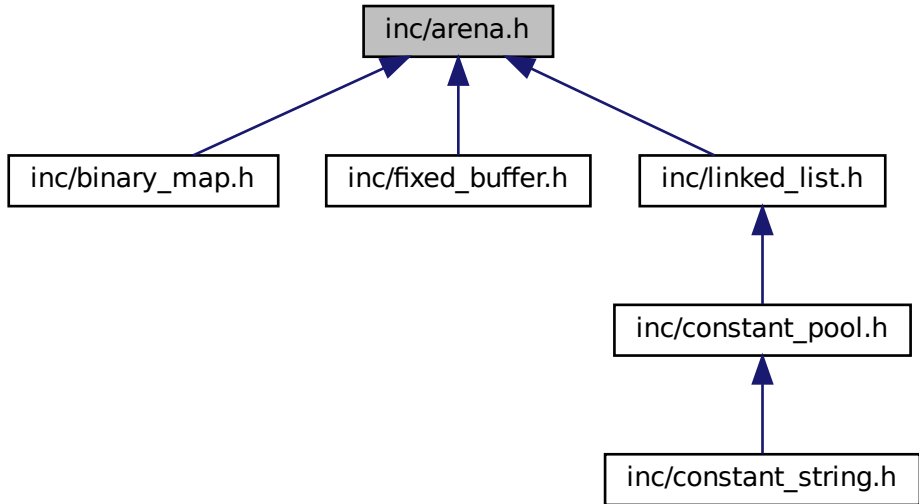 inc/arena.h
inc/binary_map.h
inc/fixed_buffer.h
inc/linked_list.h
inc/constant_pool.h
inc/constant_string.h